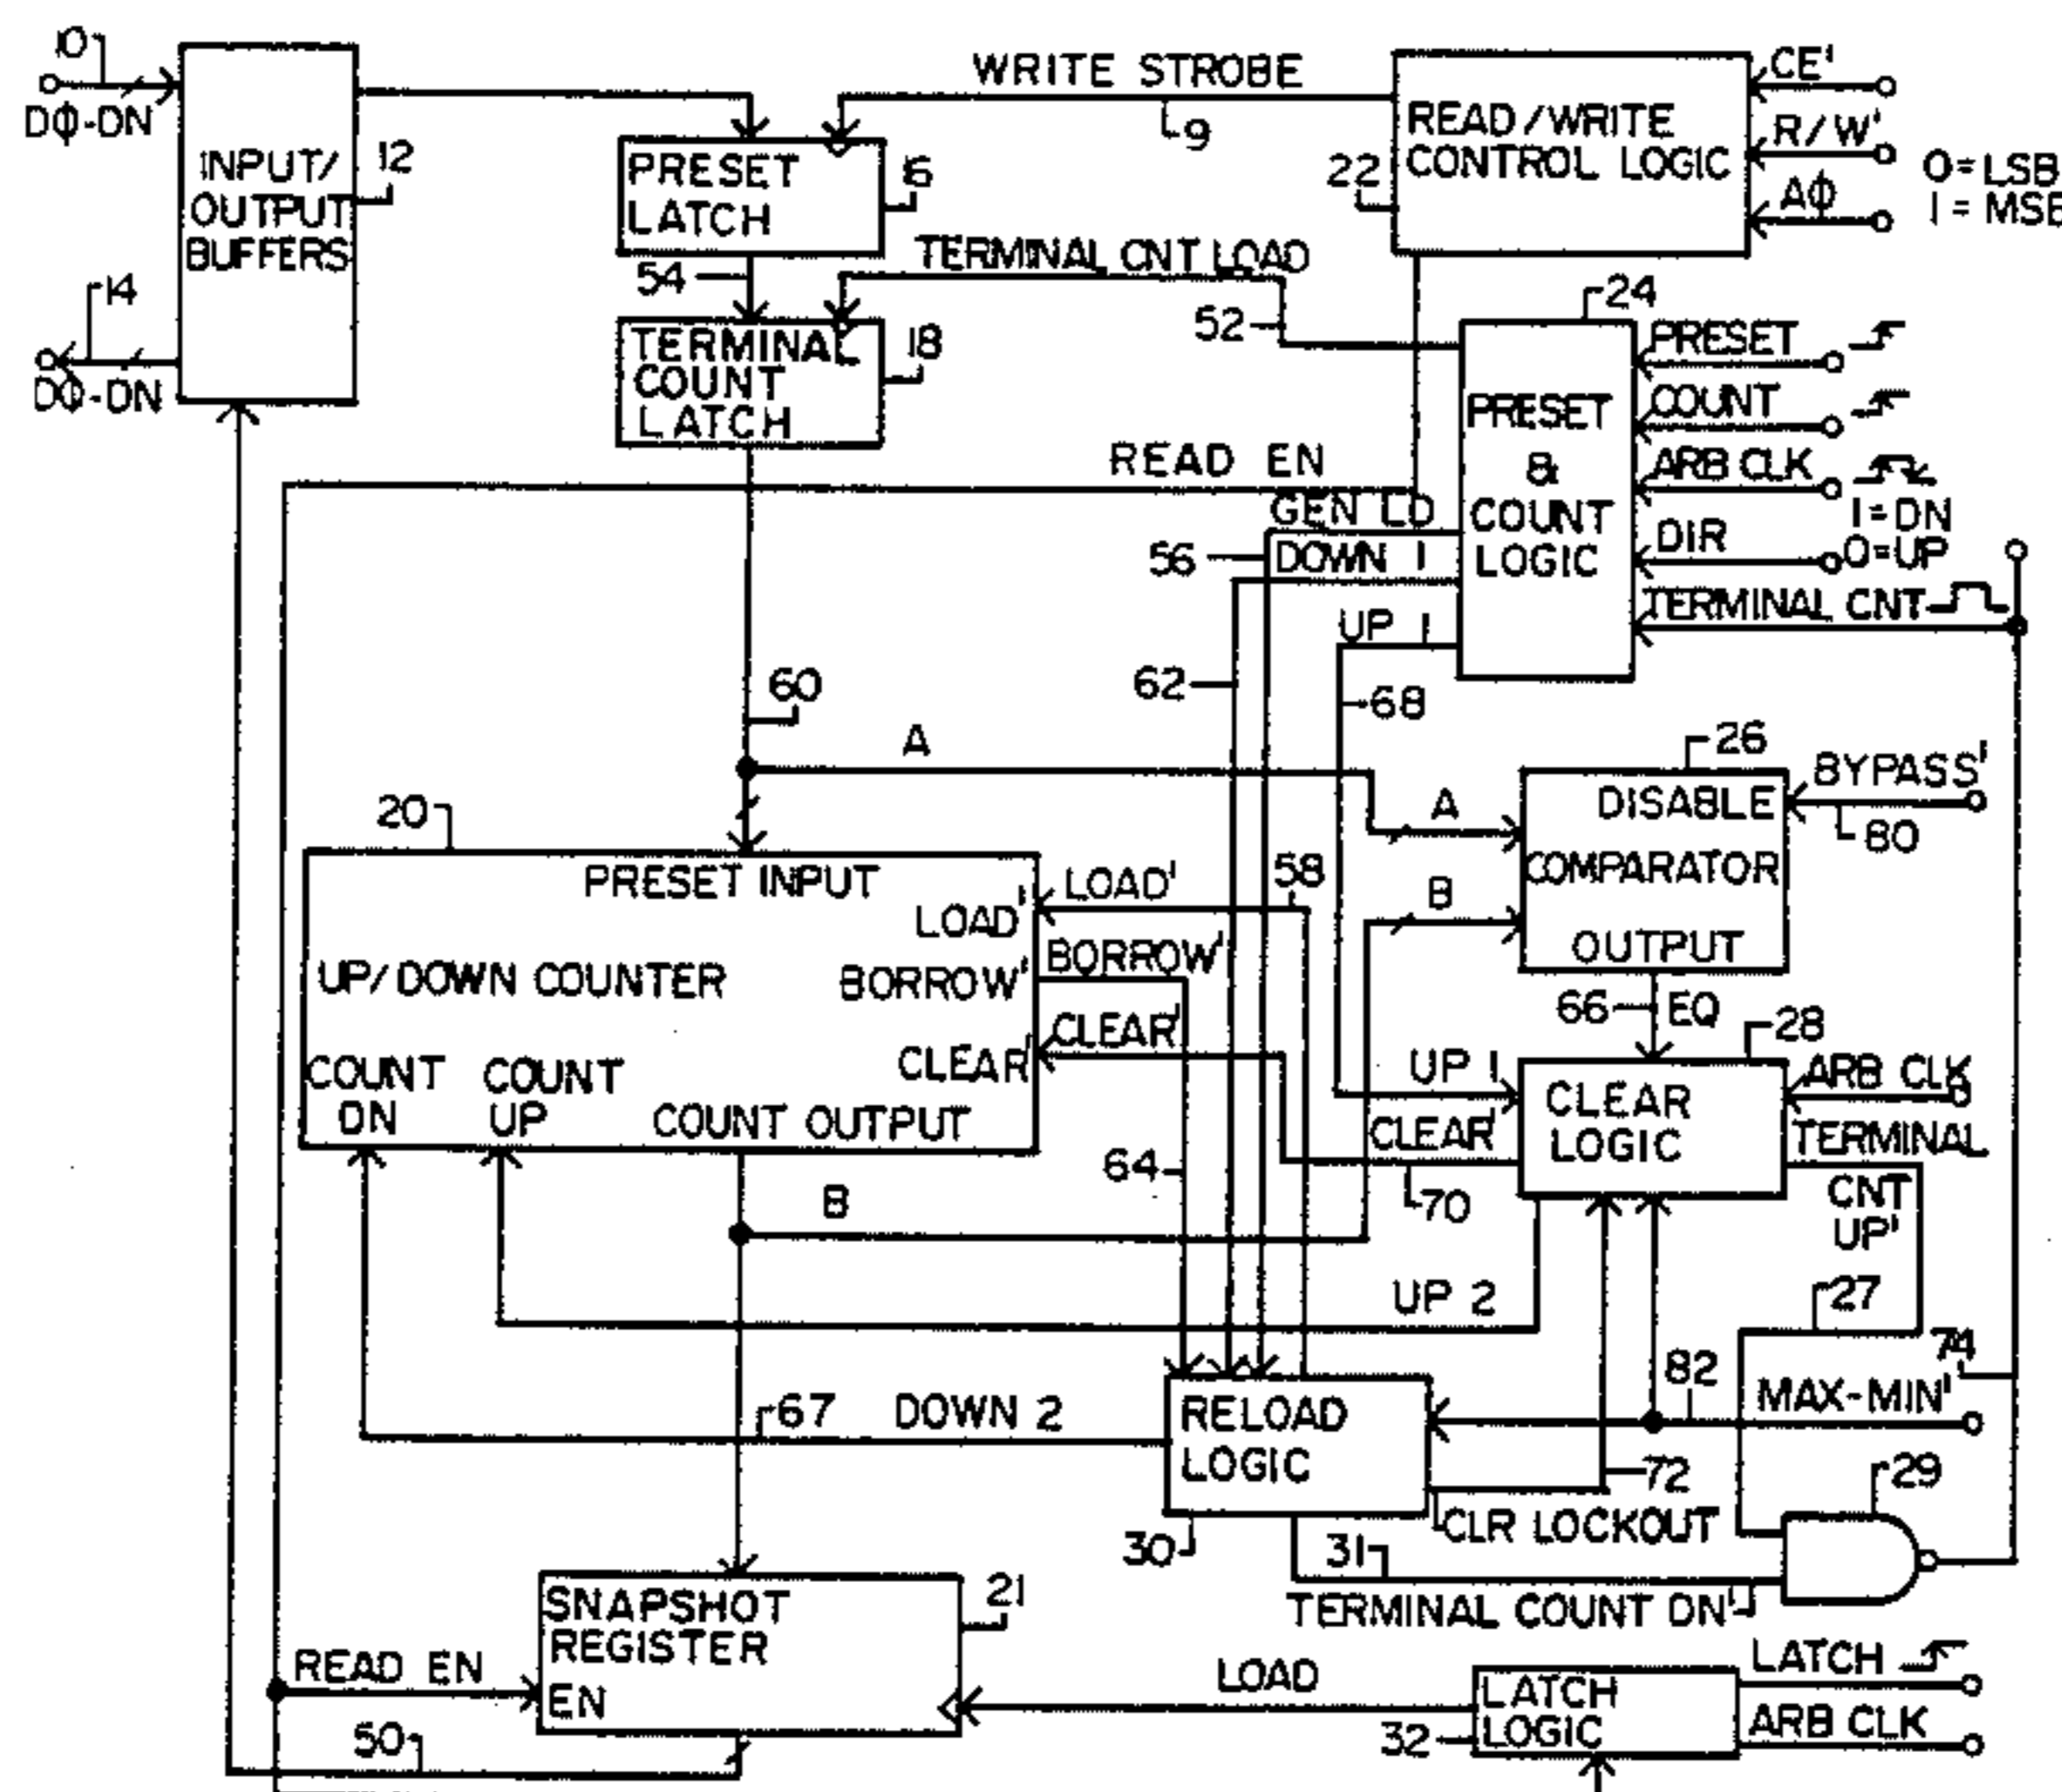 10
DΦ-DN
INPUT/
OUTPUT
BUFFERS
12
14
DΦ-DN
WRITE STROBE
9
PRESET
LATCH
16
READ/WRITE
CONTROL LOGIC
22
CE'
R/W'
AΦ
0=LSB
1=MSB
54
TERMINAL CNT LOAD
52
TERMINAL
COUNT
LATCH
18
24
PRESET
&
COUNT
LOGIC
PRESET
COUNT
ARB CLK
1=DN
DIR
0=UP
TERMINAL CNT
READ EN
GEN LD
56
DOWN 1
UP 1
62
68
60
A
26
BYPASS'
DISABLE
COMPARATOR
OUTPUT
80
A
B
20
PRESET INPUT
LOAD'
UP/DOWN COUNTER
BORROW'
CLEAR'
COUNT
DN
COUNT
UP
COUNT OUTPUT
LOAD'
58
BORROW'
CLEAR'
66
EQ
28
UP 1
CLEAR
LOGIC
ARB CLK
CLEAR'
TERMINAL
CNT
UP'
64
70
B
UP 2
27
74
67
DOWN 2
RELOAD
LOGIC
82
MAX-MIN'
72
29
CLR LOCKOUT
30
31
TERMINAL COUNT DN'
SNAPSHOT
REGISTER
EN
21
READ EN
LOAD
LATCH
LOGIC
32
LATCH
ARB CLK
50